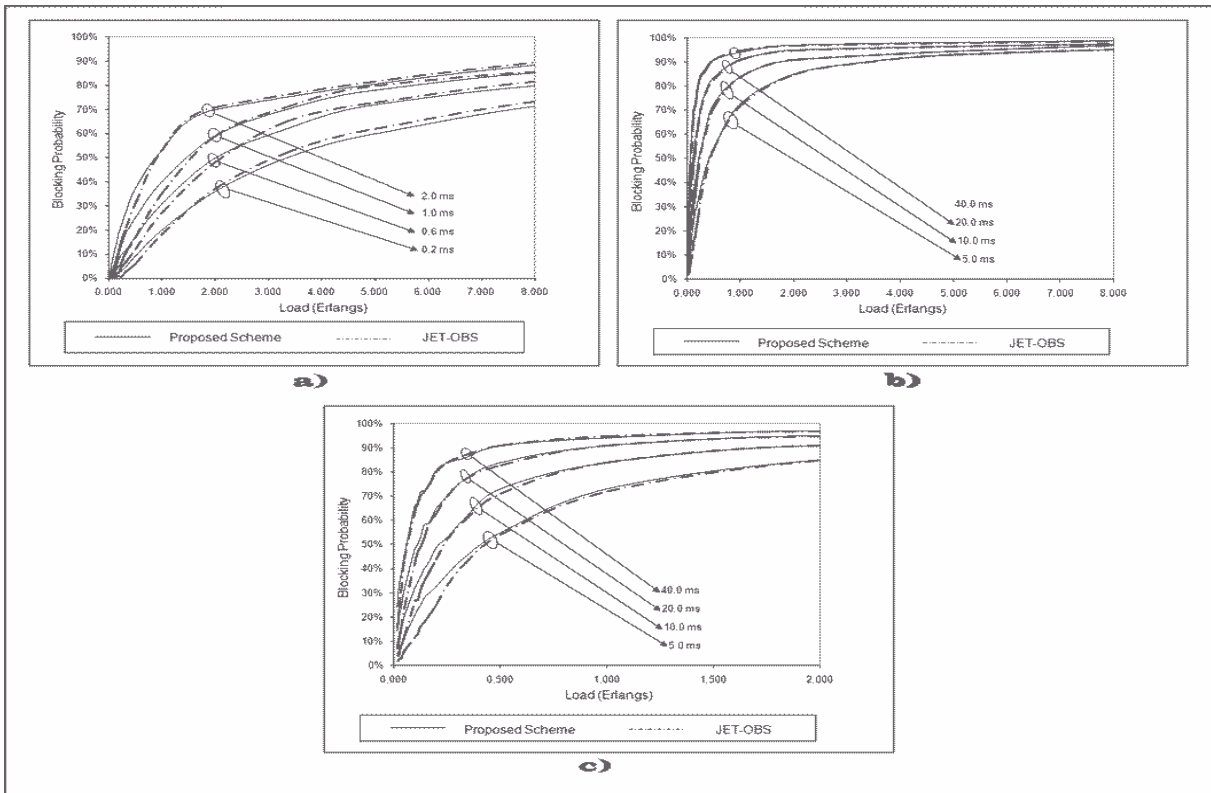 100%
90%
80%
70%
60%
50%
40%
30%
20%
10%
0%
Blocking Probability
2.0 ms
1.0 ms
0.6 ms
0.2 ms
0.000 1.000 2.000 3.000 4.000 5.000 6.000 7.000 8.000
Load (Erlangs)
Proposed Scheme JET-OBS
a)
100%
90%
80%
70%
60%
50%
40%
30%
20%
10%
0%
Blocking Probability
40.0 ms
20.0 ms
10.0 ms
5.0 ms
0.000 1.000 2.000 3.000 4.000 5.000 6.000 7.000 8.000
Load (Erlangs)
Proposed Scheme JET-OBS
b)
100%
90%
80%
70%
60%
50%
40%
30%
20%
10%
0%
Blocking Probability
40.0 ms
20.0 ms
10.0 ms
5.0 ms
0.000 0.500 1.000 1.500 2.000
Load (Erlangs)
Proposed Scheme JET-OBS
c)